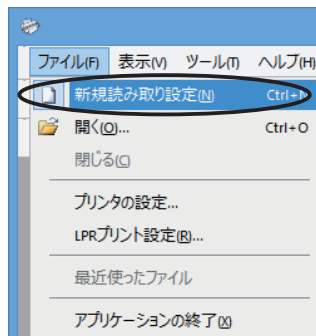 ファイル(F) 表示(V) ツール(T) ヘルプ(H)
新規読み取り設定(N) Ctrl+N
開く(O)... Ctrl+O
閉じる(C)
プリンタの設定...
LPRプリント設定(R)...
最近使ったファイル
アプリケーションの終了(X)